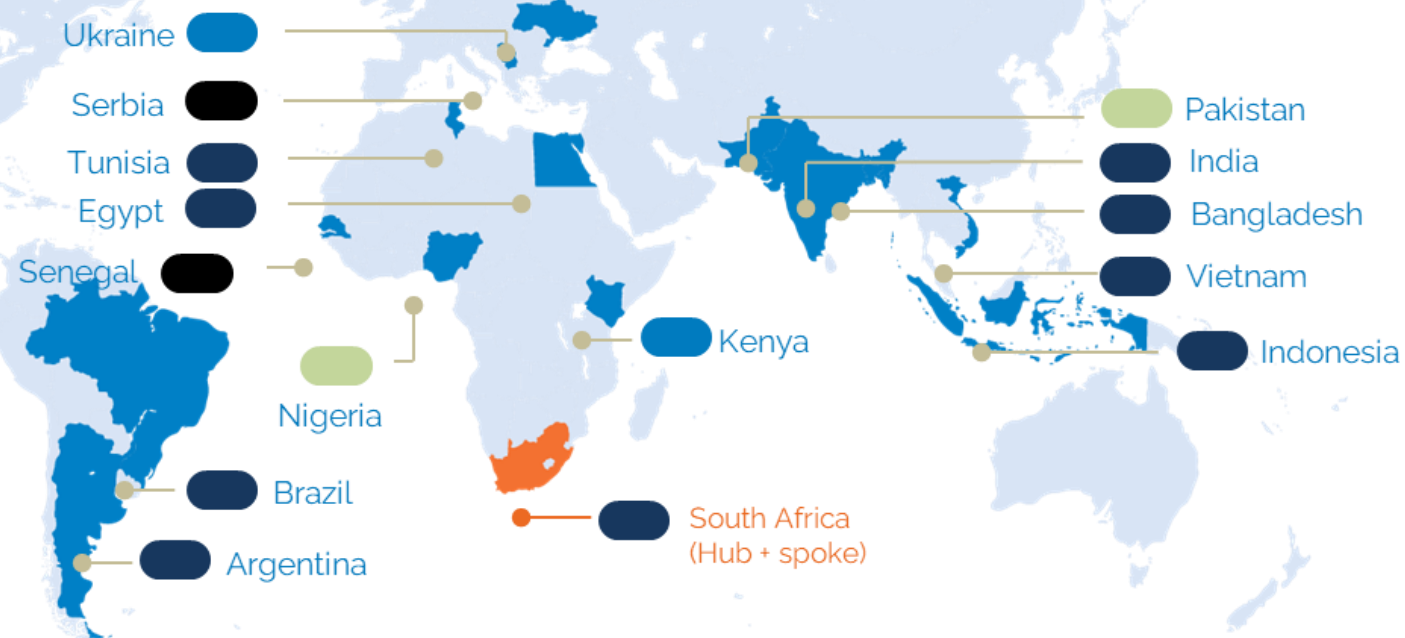 Ukraine
Serbia
Tunisia
Egypt
Senegal
Nigeria
Brazil
Argentina
Kenya
South Africa
(Hub + spoke)
Pakistan
India
Bangladesh
Vietnam
Indonesia